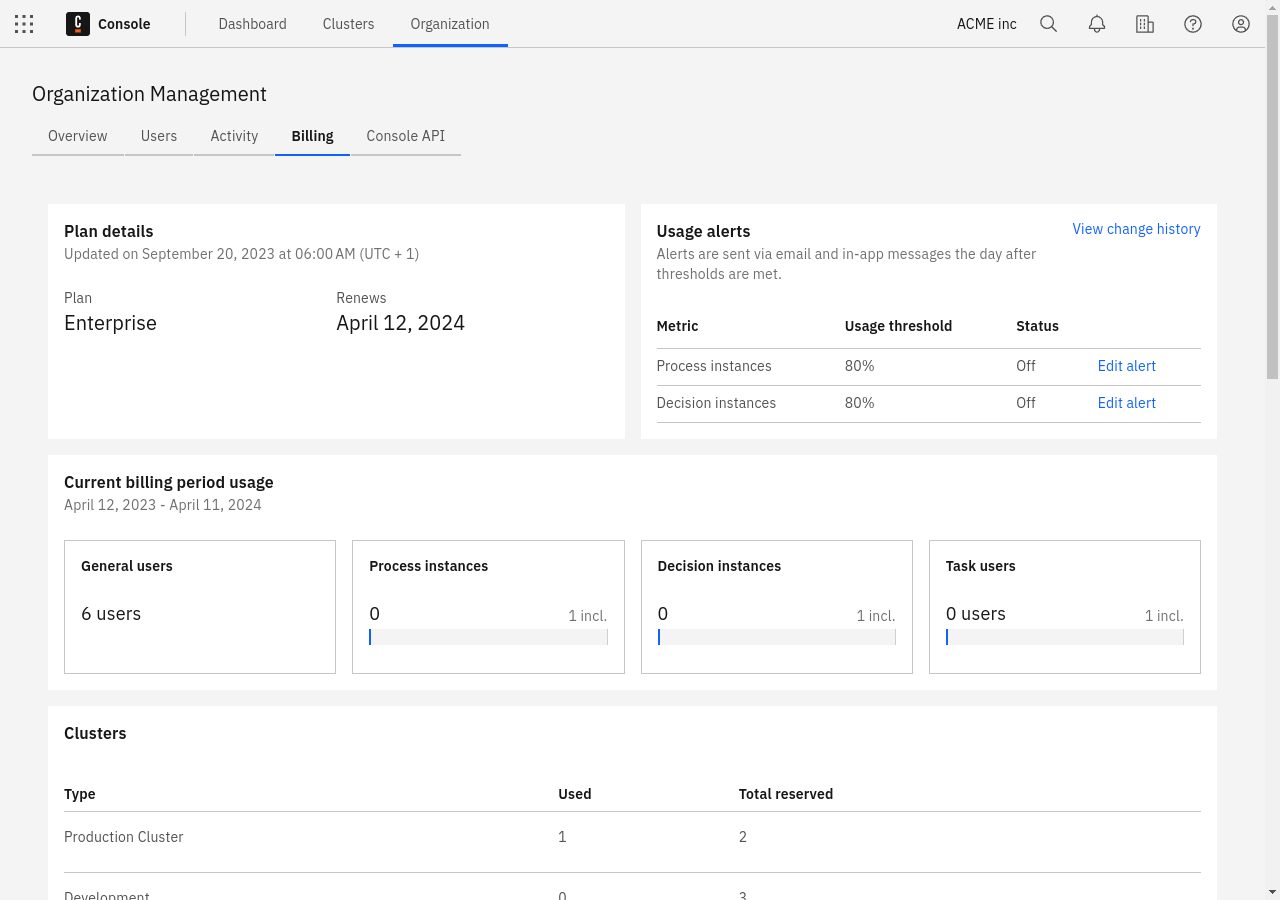 Console Dashboard Clusters Organization ACME inc
Organization Management
Overview Users Activity Billing Console API
Plan details
Updated on September 20, 2023 at 06:00 AM (UTC + 1)
Plan Renews
Enterprise April 12, 2024
Usage alerts View change history
Alerts are sent via email and in-app messages the day after
thresholds are met.
Metric Usage threshold Status
Process instances 80% Off Edit alert
Decision instances 80% Off Edit alert
Current billing period usage
April 12, 2023 - April 11, 2024
General users
6 users
Process instances
0 1 incl.
Decision instances
0 1 incl.
Task users
0 users 1 incl.
Clusters
Type Used Total reserved
Production Cluster 1 2
Development 0 3